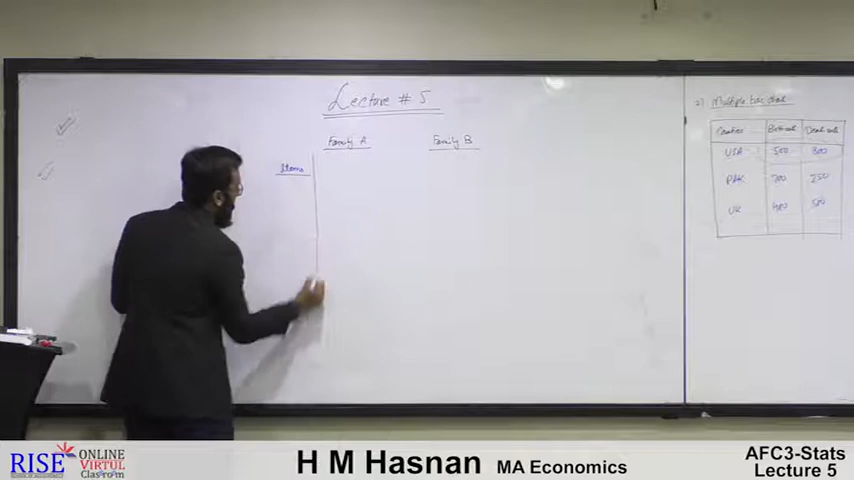 Lecture # 5
Family A Family B
Items
2) Multiple bar
Countries Birth rate Death rate
USA 500 300
PAK 700 250
UK 400 500
RISE ONLINE VIRTUL Classroom
H M Hasnan MA Economics
AFC3-Stats
Lecture 5